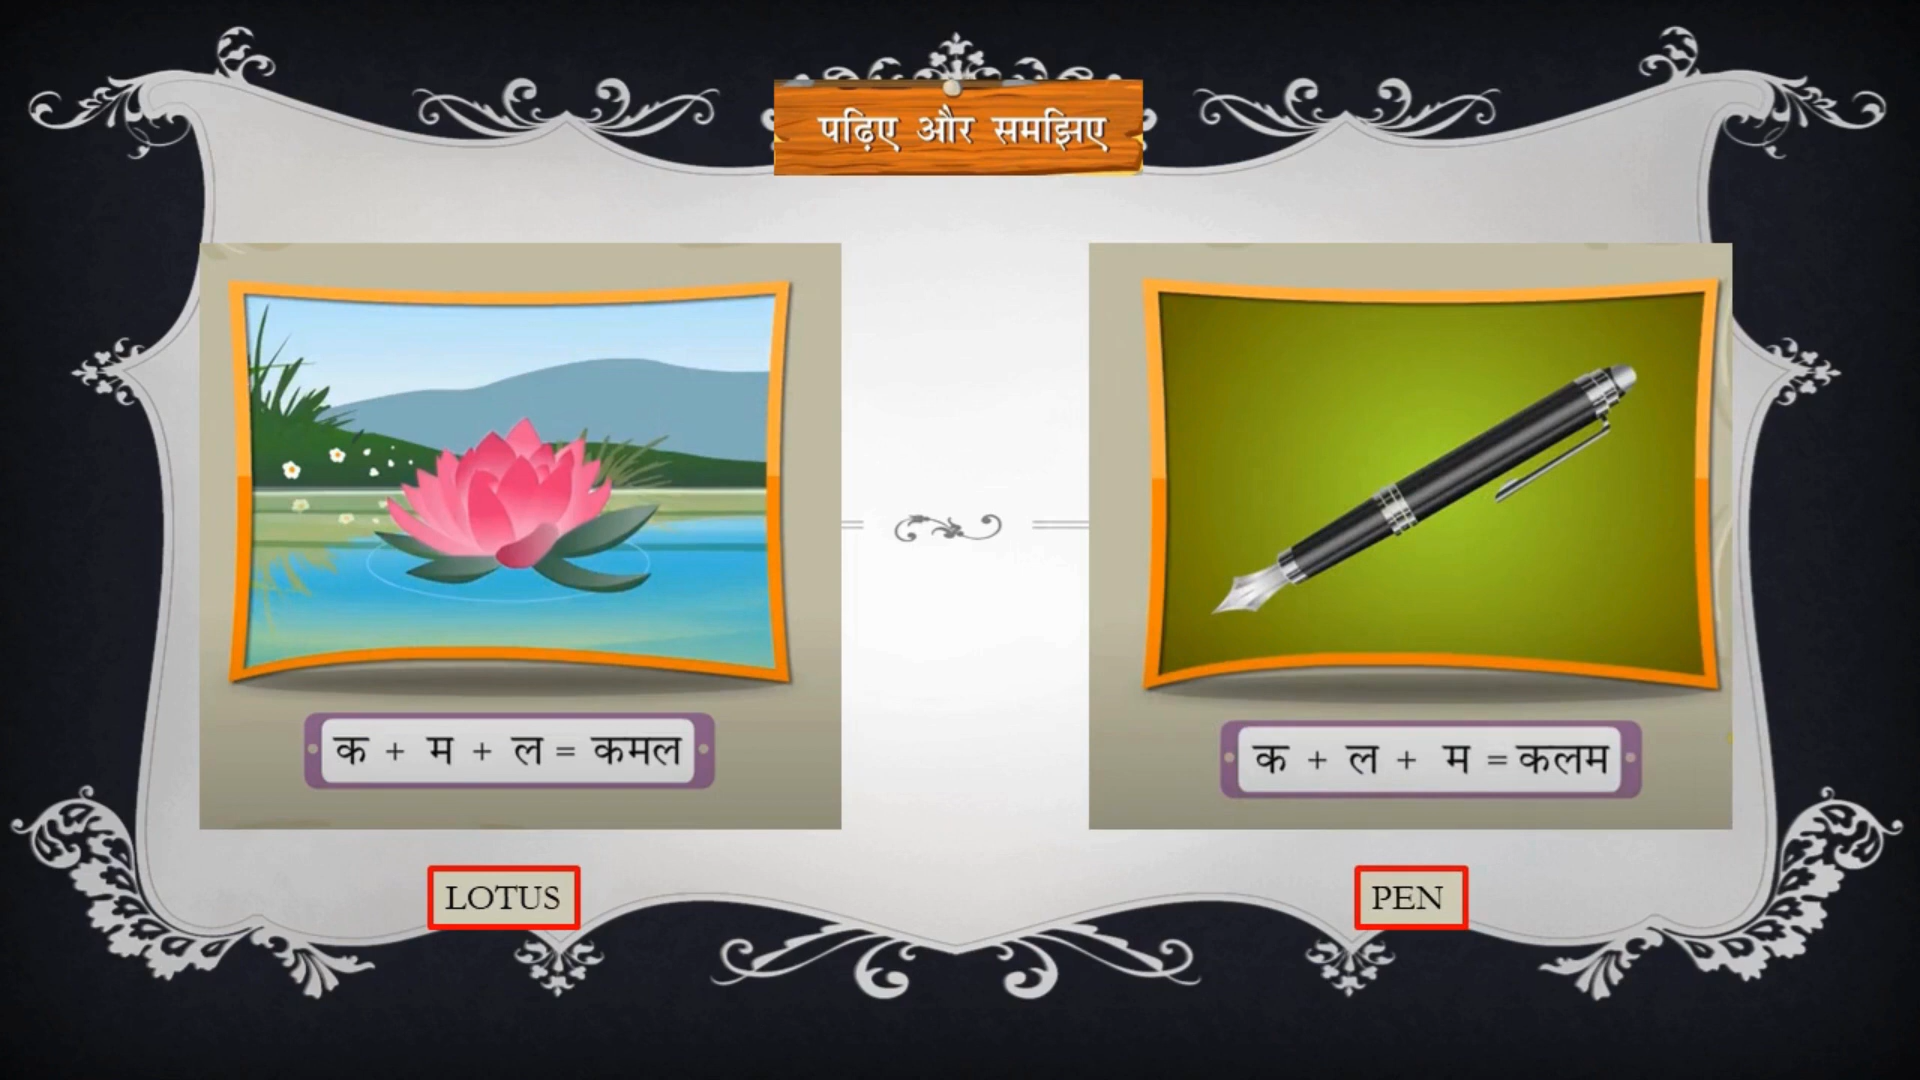 पढ़िए और समझिए
क + म + ल = कमल
क + ल + म = कलम
LOTUS
PEN